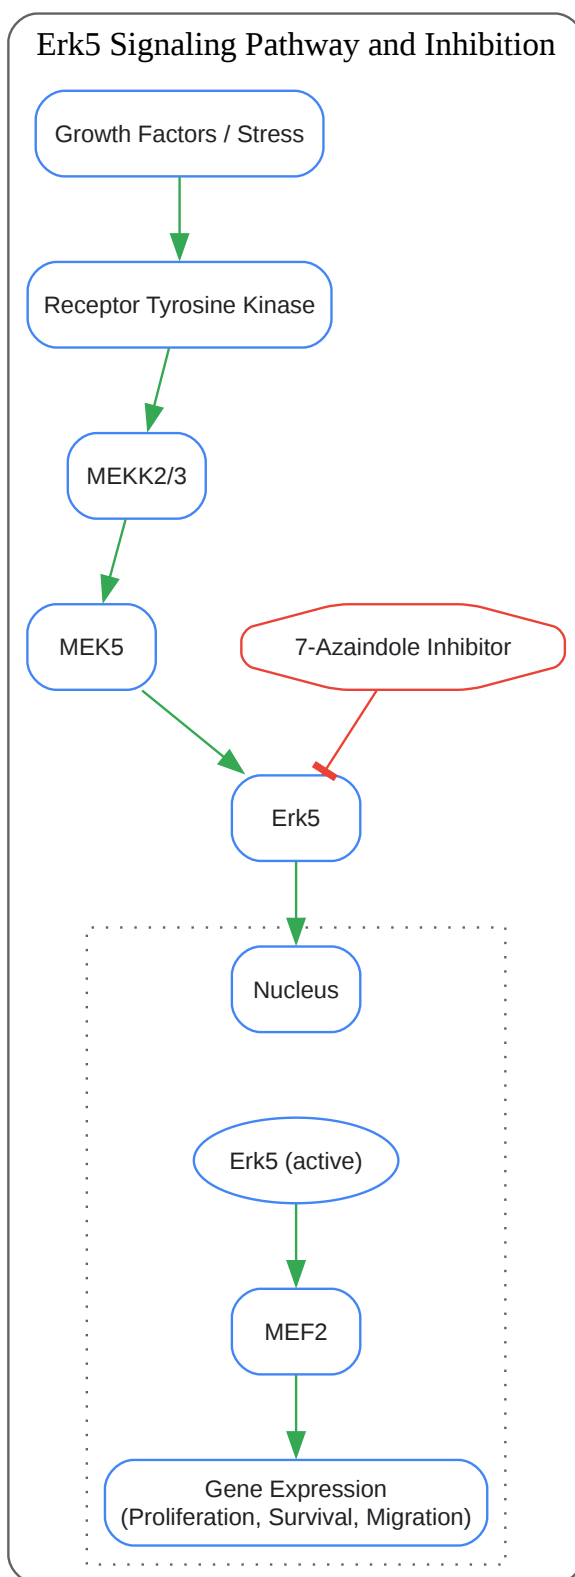 Erk5 Signaling Pathway and Inhibition
Growth Factors / Stress
Receptor Tyrosine Kinase
MEKK2/3
MEK5
7-Azaindole Inhibitor
Erk5
Nucleus
Erk5 (active)
MEF2
Gene Expression
(Proliferation, Survival, Migration)